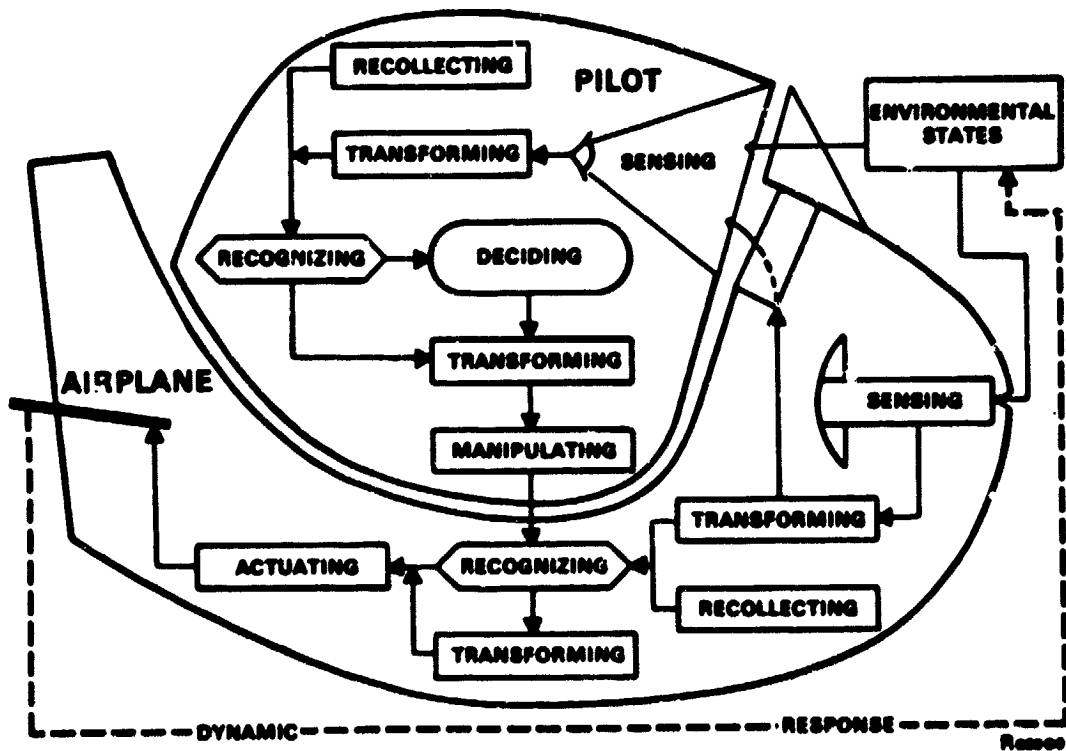 RECOLLECTING
PILOT
ENVIRONMENTAL
STATES
TRANSFORMING
SENSING
RECOGNIZING
DECIDING
TRANSFORMING
AIRPLANE
SENSING
MANIPULATING
TRANSFORMING
ACTUATING
RECOGNIZING
RECOLLECTING
TRANSFORMING
DYNAMIC
RESPONSE